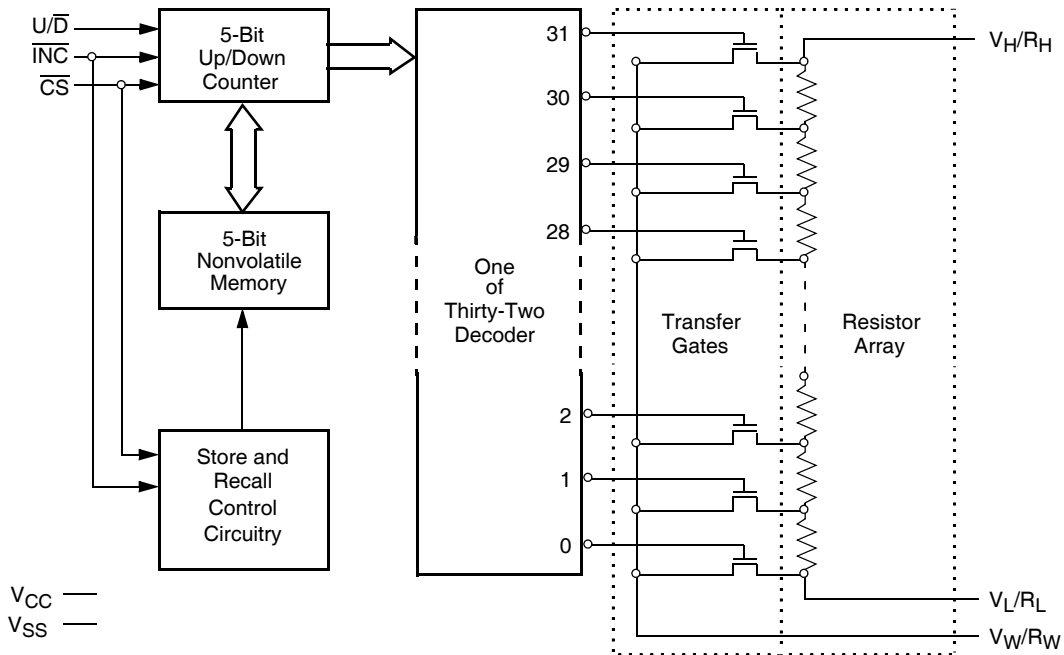 U/D̅
I̅N̅C̅
C̅S̅
5-Bit
Up/Down
Counter
5-Bit
Nonvolatile
Memory
Store and
Recall
Control
Circuitry
VCC
VSS
One
of
Thirty-Two
Decoder
31
30
29
28
2
1
0
Transfer
Gates
Resistor
Array
VH/RH
VL/RL
VW/RW